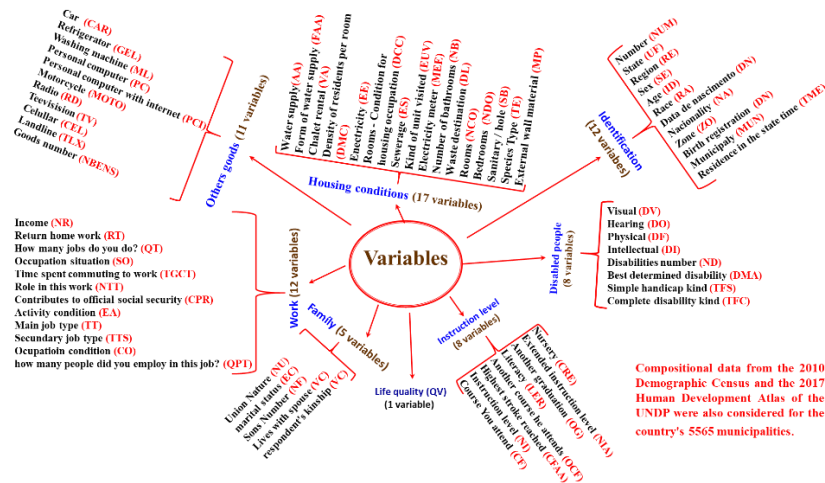 Car (CAR)
Refrigerator (GEL)
Washing machine (ML)
Personal computer (PC)
Personal computer with internet (PCI)
Motorcycle (MOTO)
Radio (RD)
Teevisiom (TV)
Celullar (CEL)
Landline (TLX)
Goods number (NBENS)
Others goods (11 variables)
Water supply (AA)
Form of water supply (FAA)
Chalet rental (VA)
Density of residents per room
(DMC)
Enectricity (EE)
Rooms - Condition for
housing occupation (DCC)
Sewerage (ES)
Kind of unit visited (EUV)
Electricity meter (MEE)
Number of bathrooms (NB)
Waste destination (DL)
Rooms (NCO)
Bedrooms (NDO)
Sanitary / hole (SB)
Species Type (TE)
External wall material (MP)
Housing conditions (17 variables)
Number (NUM)
State (UF)
Region (RE)
Sex (SE)
Age (ID)
Race (RA)
Data de nascimento (DN)
Nacionality (NA)
Zone (ZO)
Birth registration (DN)
Municipaly (MUN)
Residence in the state time (TME)
Identification
(12 variables)
Variables
Income (NR)
Return home work (RT)
How many jobs do you do? (QT)
Occupation situation (SO)
Time spent commuting to work (TGCT)
Role in this work (NTT)
Contributes to official social security (CPR)
Activity condition (EA)
Main job type (TT)
Secundary job type (TTS)
Ocupatioin condition (CO)
how many people did you employ in this job? (QPT)
Work (12 variables)
Visual (DV)
Hearing (DO)
Physical (DF)
Intellectual (DI)
Disabilities number (ND)
Best determined disability (DMA)
Simple handicap kind (TFS)
Complete disability kind (TFC)
Disabled pcuple
(8 variables)
Family
(5 variables)
Union Nature (NU)
marital status (EC)
Sons Number (NF)
Lives with spouse (VC)
respondent's kinship (VC)
Life quality (QV)
(1 variable)
Instruction level
(8 variables)
Nursery (CRE)
Extended instruction level (NIA)
Another graduation (OG)
Literacy (LER)
Another course he attends (OCF)
Highest stroke reached (CFAA)
Instruction level (NI)
Course You attend (CF)
Compositional data from the 2010
Demographic Census and thc 2017
Human Development Atlas of the
UNDP were also considered for the
country's 5565 municipalities.